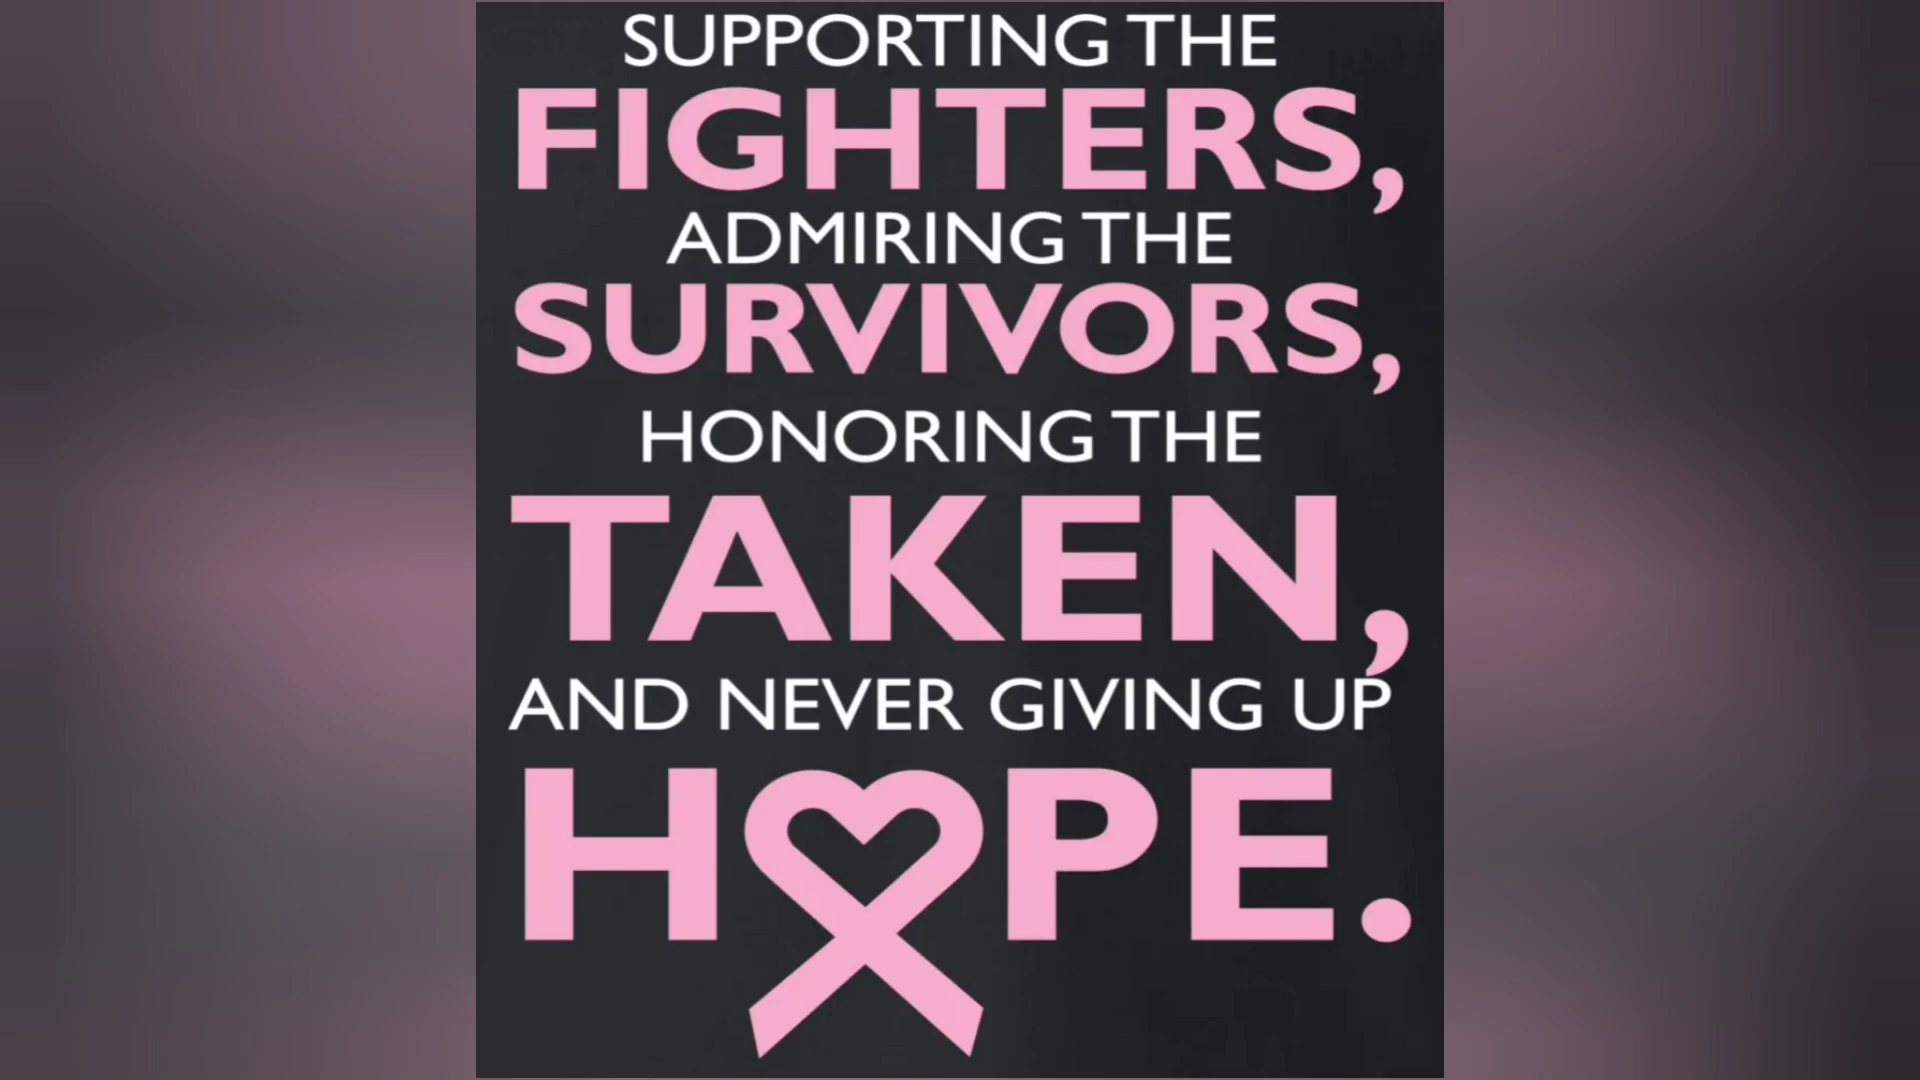 SUPPORTING THE
FIGHTERS,
ADMIRING THE
SURVIVORS,
HONORING THE
TAKEN,
AND NEVER GIVING UP
HOPE.